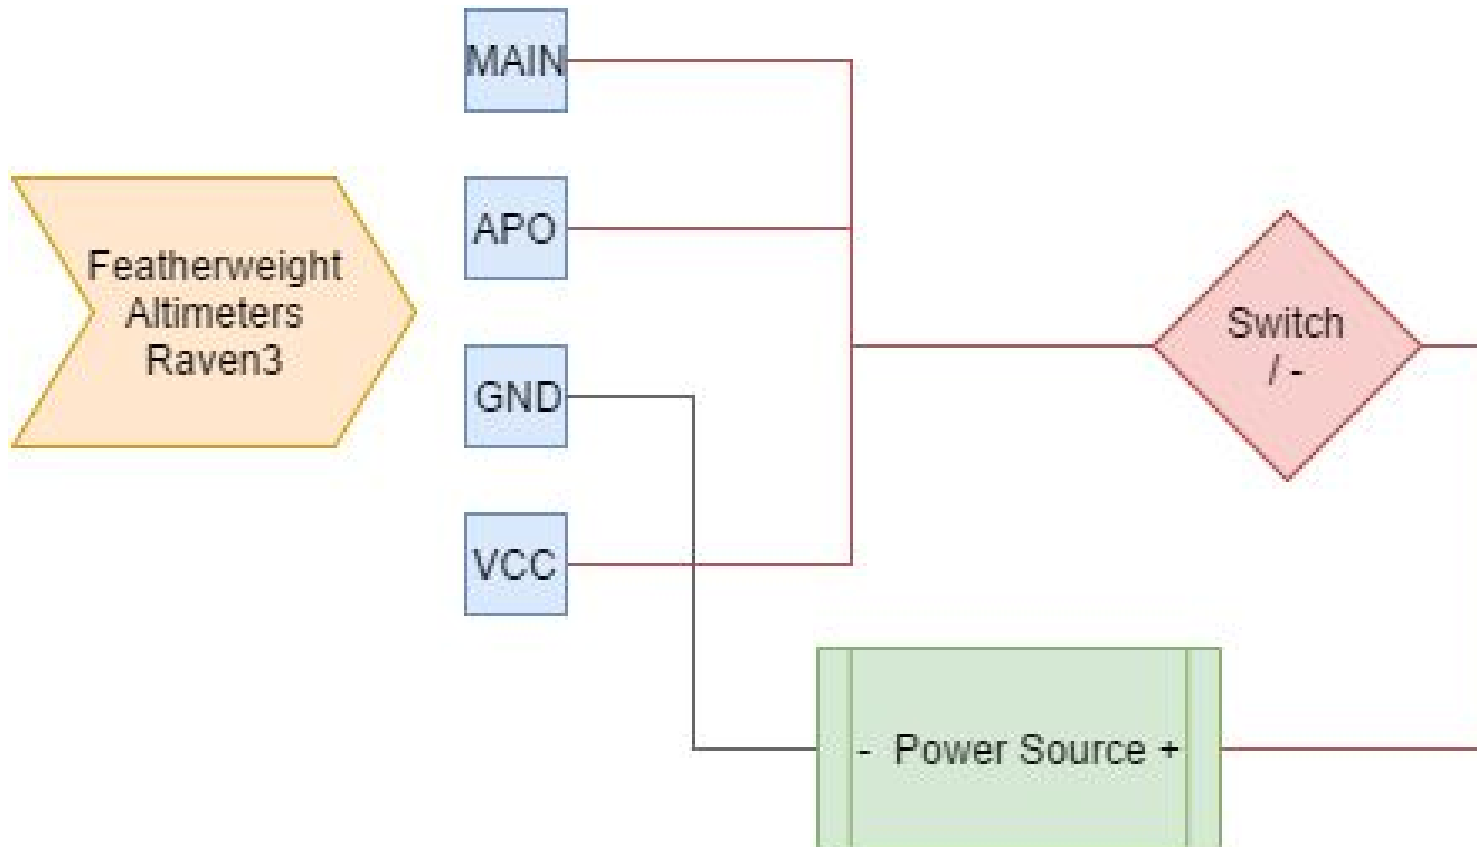 MAIN
APO
Featherweight
Altimeters
Raven3
GND
VCC
Switch
/ -
- Power Source +